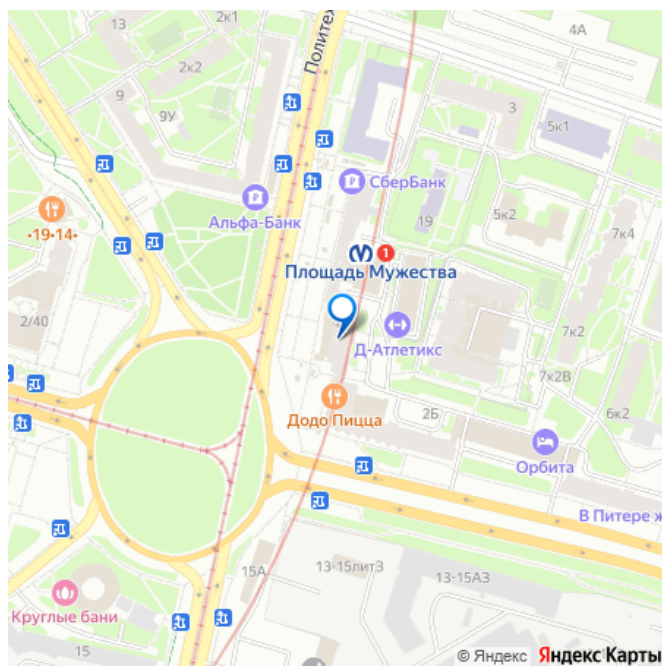 13
2к1
4А
Политех
2к2
9
9У
3
5к1
СберБанк
Альфа-Банк
•19•14•
19
5к2
7к4
1
Площадь Мужества
2/40
Д-Атлетикс
7к2
7к2В
Додо Пицца
2Б
6к2
Орбита
В Питере ж
15А
13-15лит3
13-15А3
Круглые бани
© Яндекс Яндекс Карты